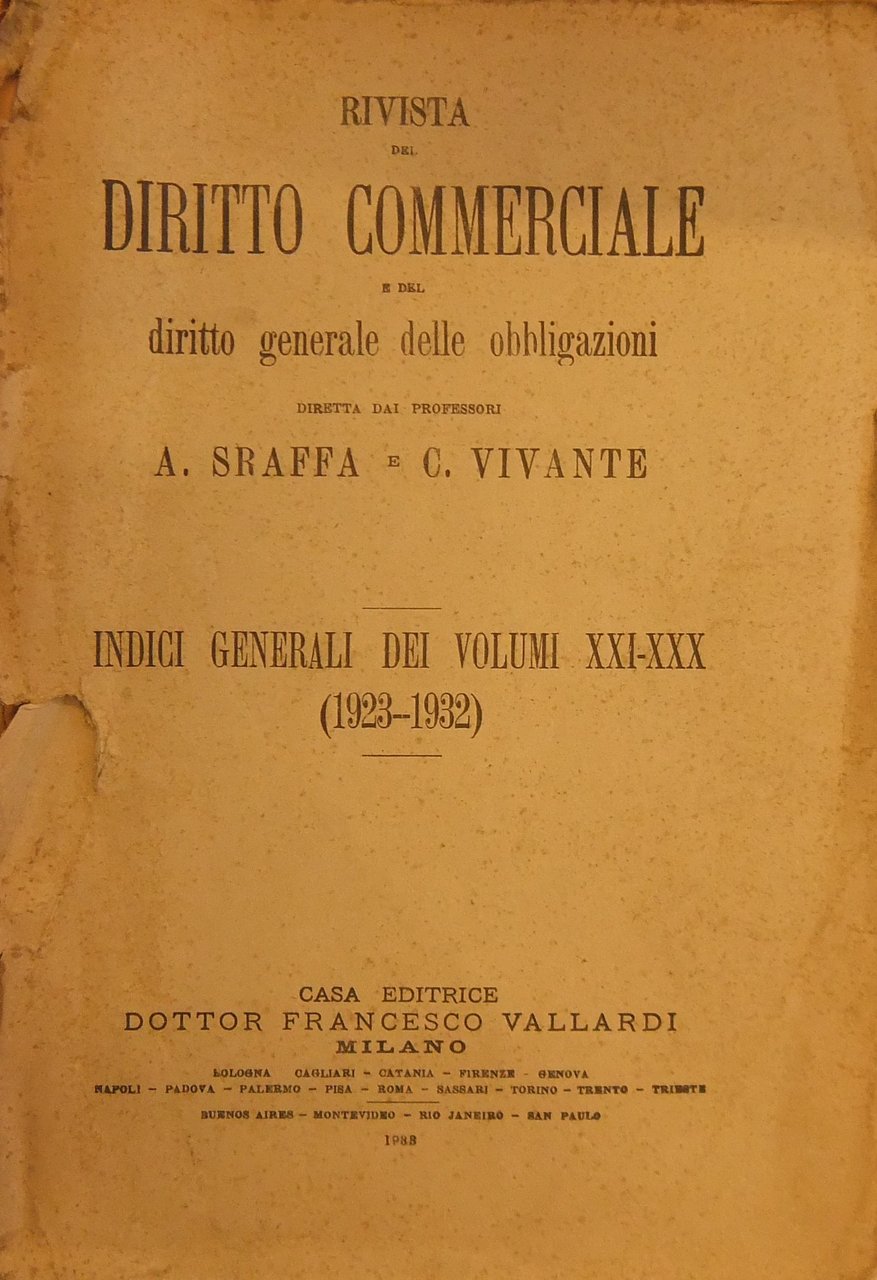 RIVISTA
DEL
DIRITTO COMMERCIALE
E DEL
diritto generale delle obbligazioni
DIRETTA DAI PROFESSORI
A. SRAFFA E C. VIVANTE
INDICI GENERALI DEI VOLUMI XXI-XXX
(1923-1932)
CASA EDITRICE
DOTTOR FRANCESCO VALLARDI
MILANO
BOLOGNA CAGLIARI - CATANIA - FIRENZE - GENOVA
NAPOLI - PADOVA - PALERMO - PISA - ROMA - SASSARI - TORINO - TRENTO - TRIESTE
BUENOS AIRES - MONTEVIDEO - RIO JANEIRO - SAN PAULO
1933